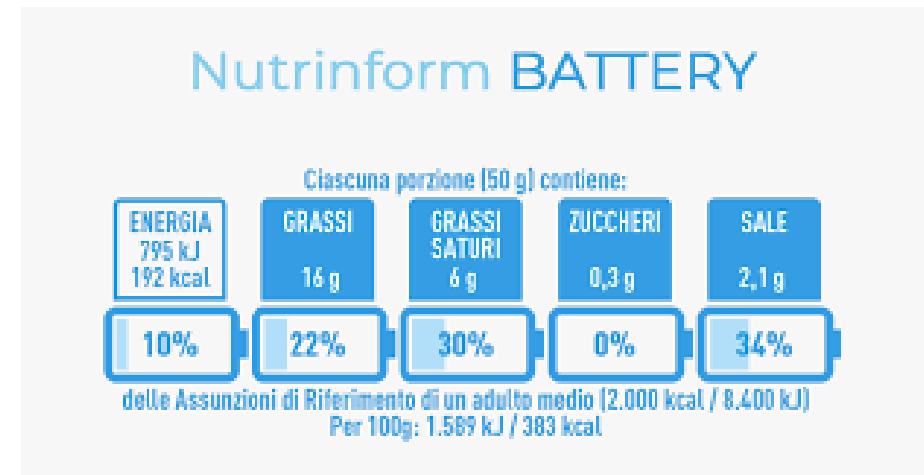 Nutrinform BATTERY
Ciascuna porzione (50 g) contiene:
ENERGIA
795 kJ
192 kcal
GRASSI
16 g
GRASSI
SATURI
6 g
ZUCCHERI
0,3 g
SALE
2,1 g
10%
22%
30%
0%
34%
delle Assunzioni di Riferimento di un adulto medio (2.000 kcal / 8.400 kJ)
Per 100g: 1.589 kJ / 383 kcal